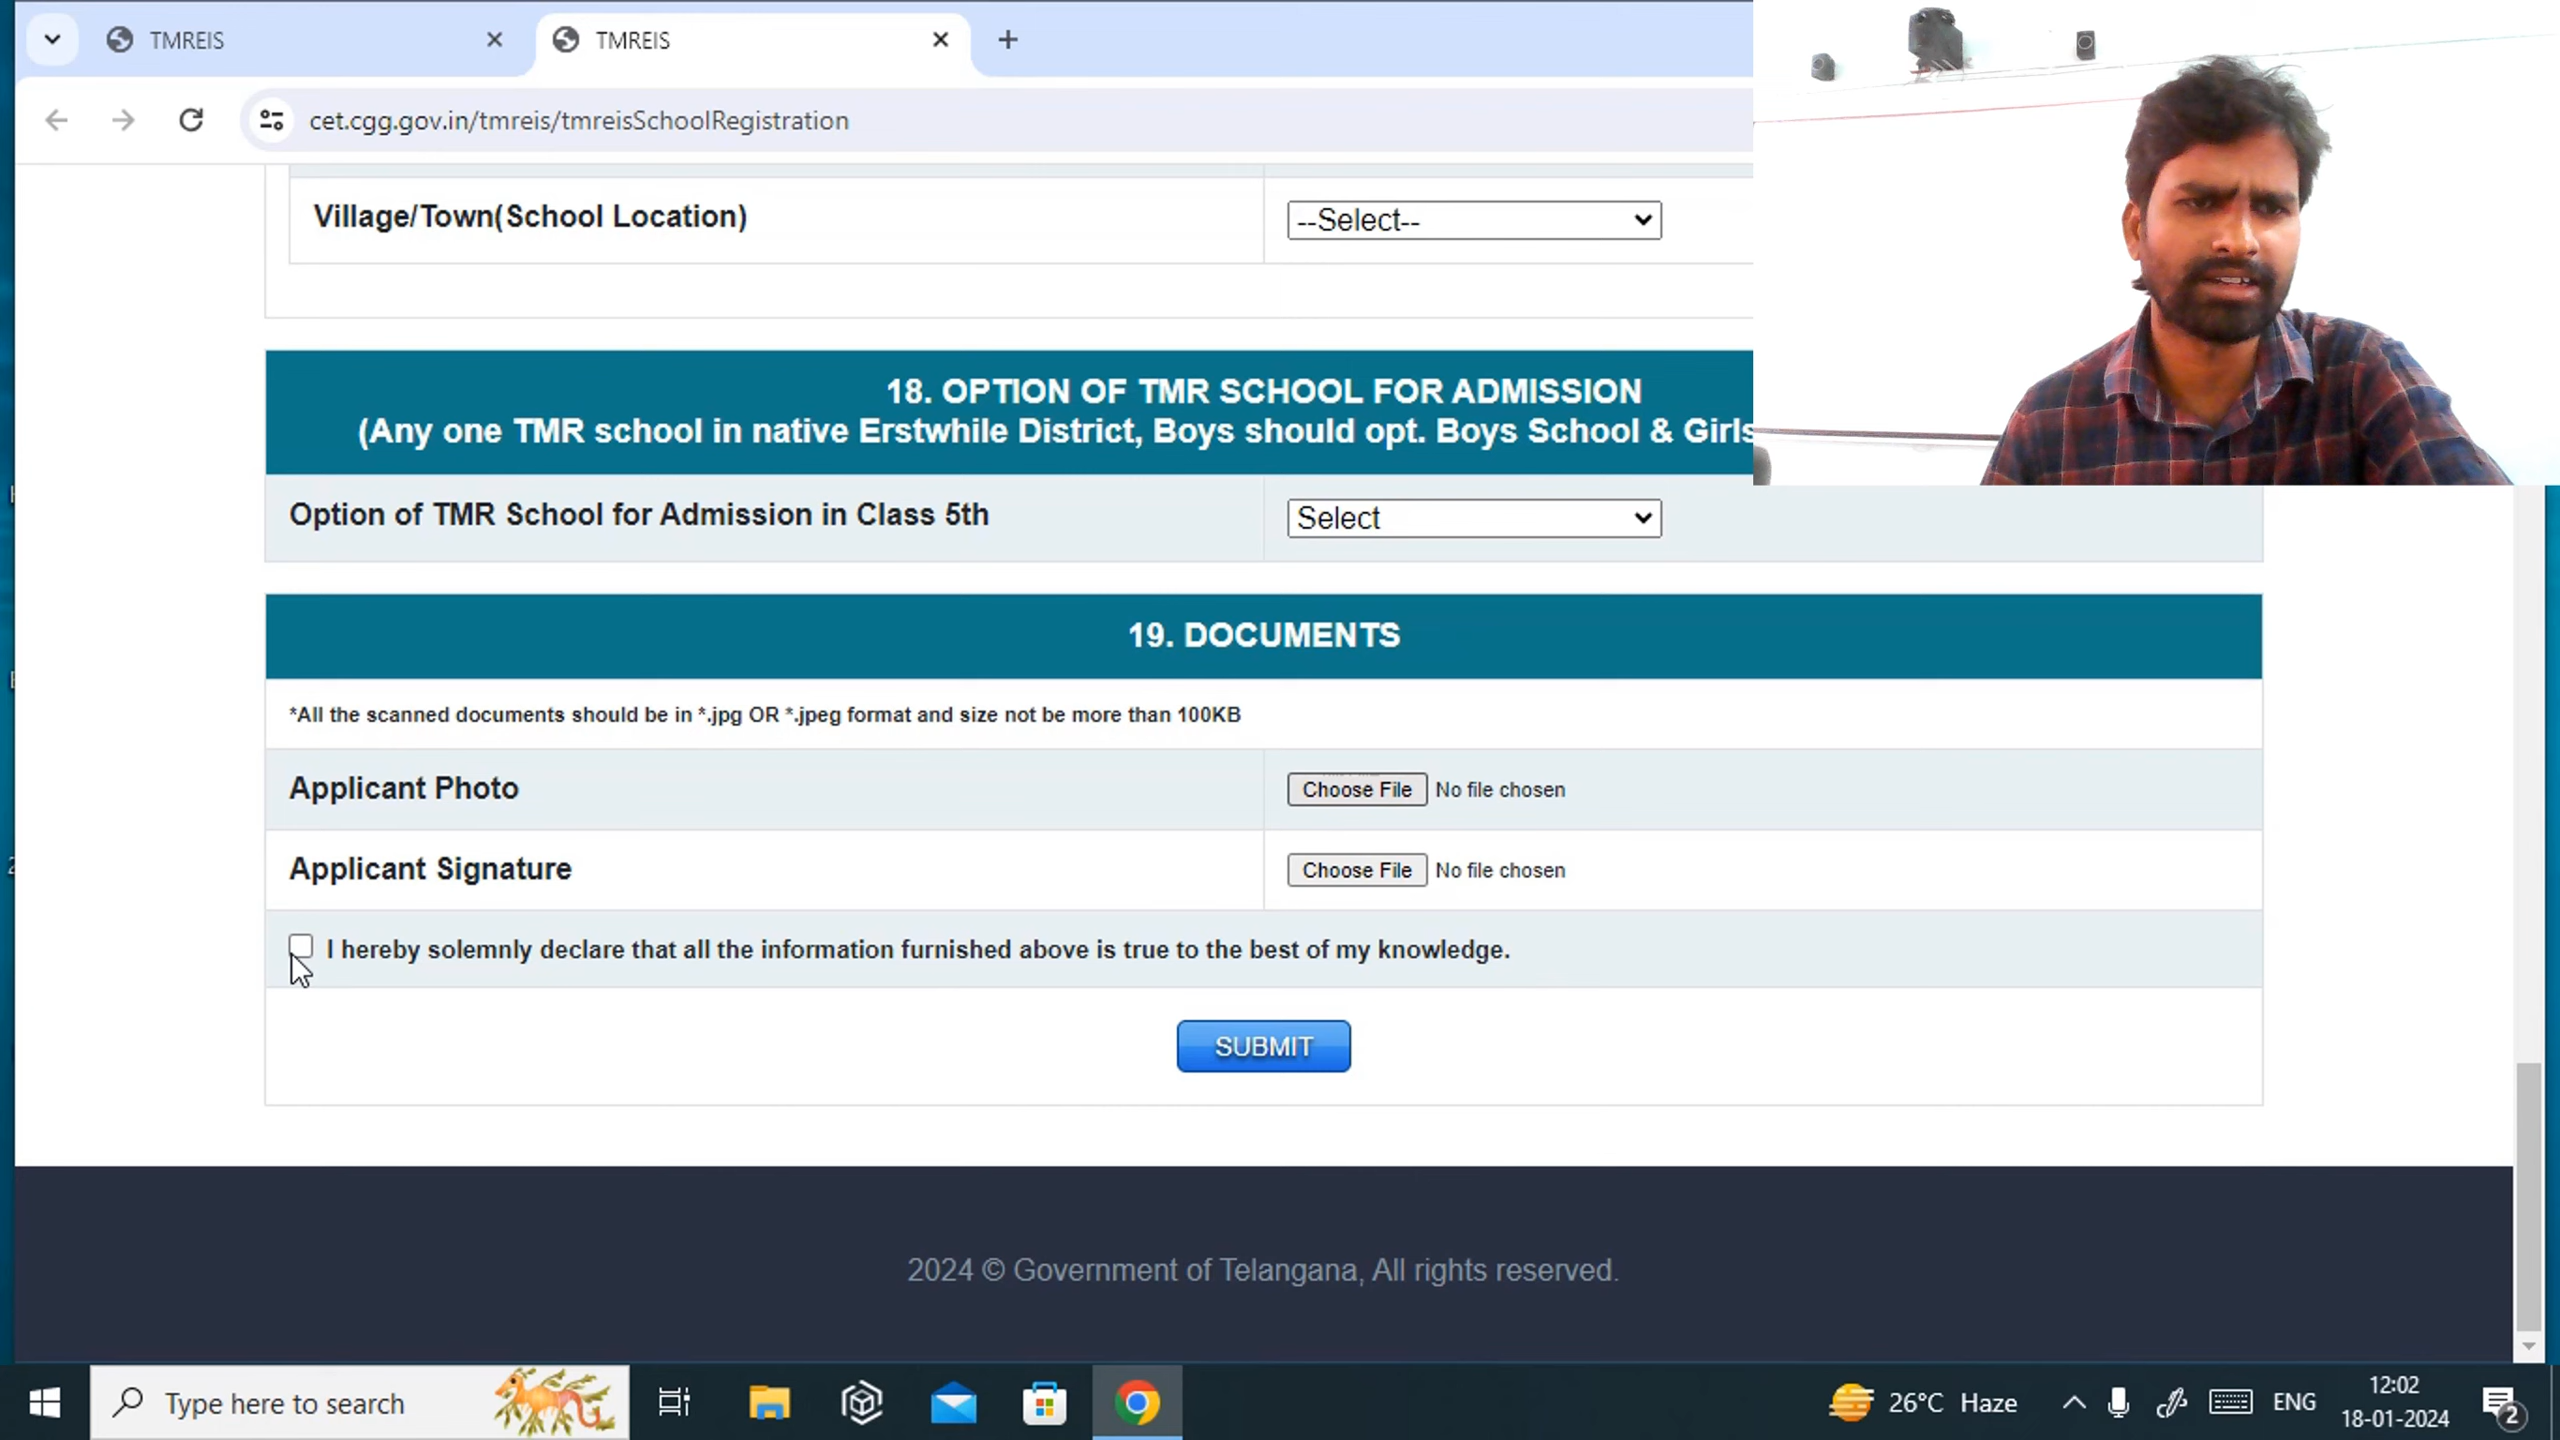 TMREIS
TMREIS
cet.cgg.gov.in/tmreis/tmreisSchoolRegistration
Village/Town(School Location)
--Select--
18. OPTION OF TMR SCHOOL FOR ADMISSION
(Any one TMR school in native Erstwhile District, Boys should opt. Boys School & Girls
Option of TMR School for Admission in Class 5th
Select
19. DOCUMENTS
*All the scanned documents should be in *.jpg OR *.jpeg format and size not be more than 100KB
Applicant Photo
Choose File No file chosen
Applicant Signature
Choose File No file chosen
I hereby solemnly declare that all the information furnished above is true to the best of my knowledge.
SUBMIT
2024 © Government of Telangana, All rights reserved.
Type here to search
26°C Haze
ENG
12:02
18-01-2024
2